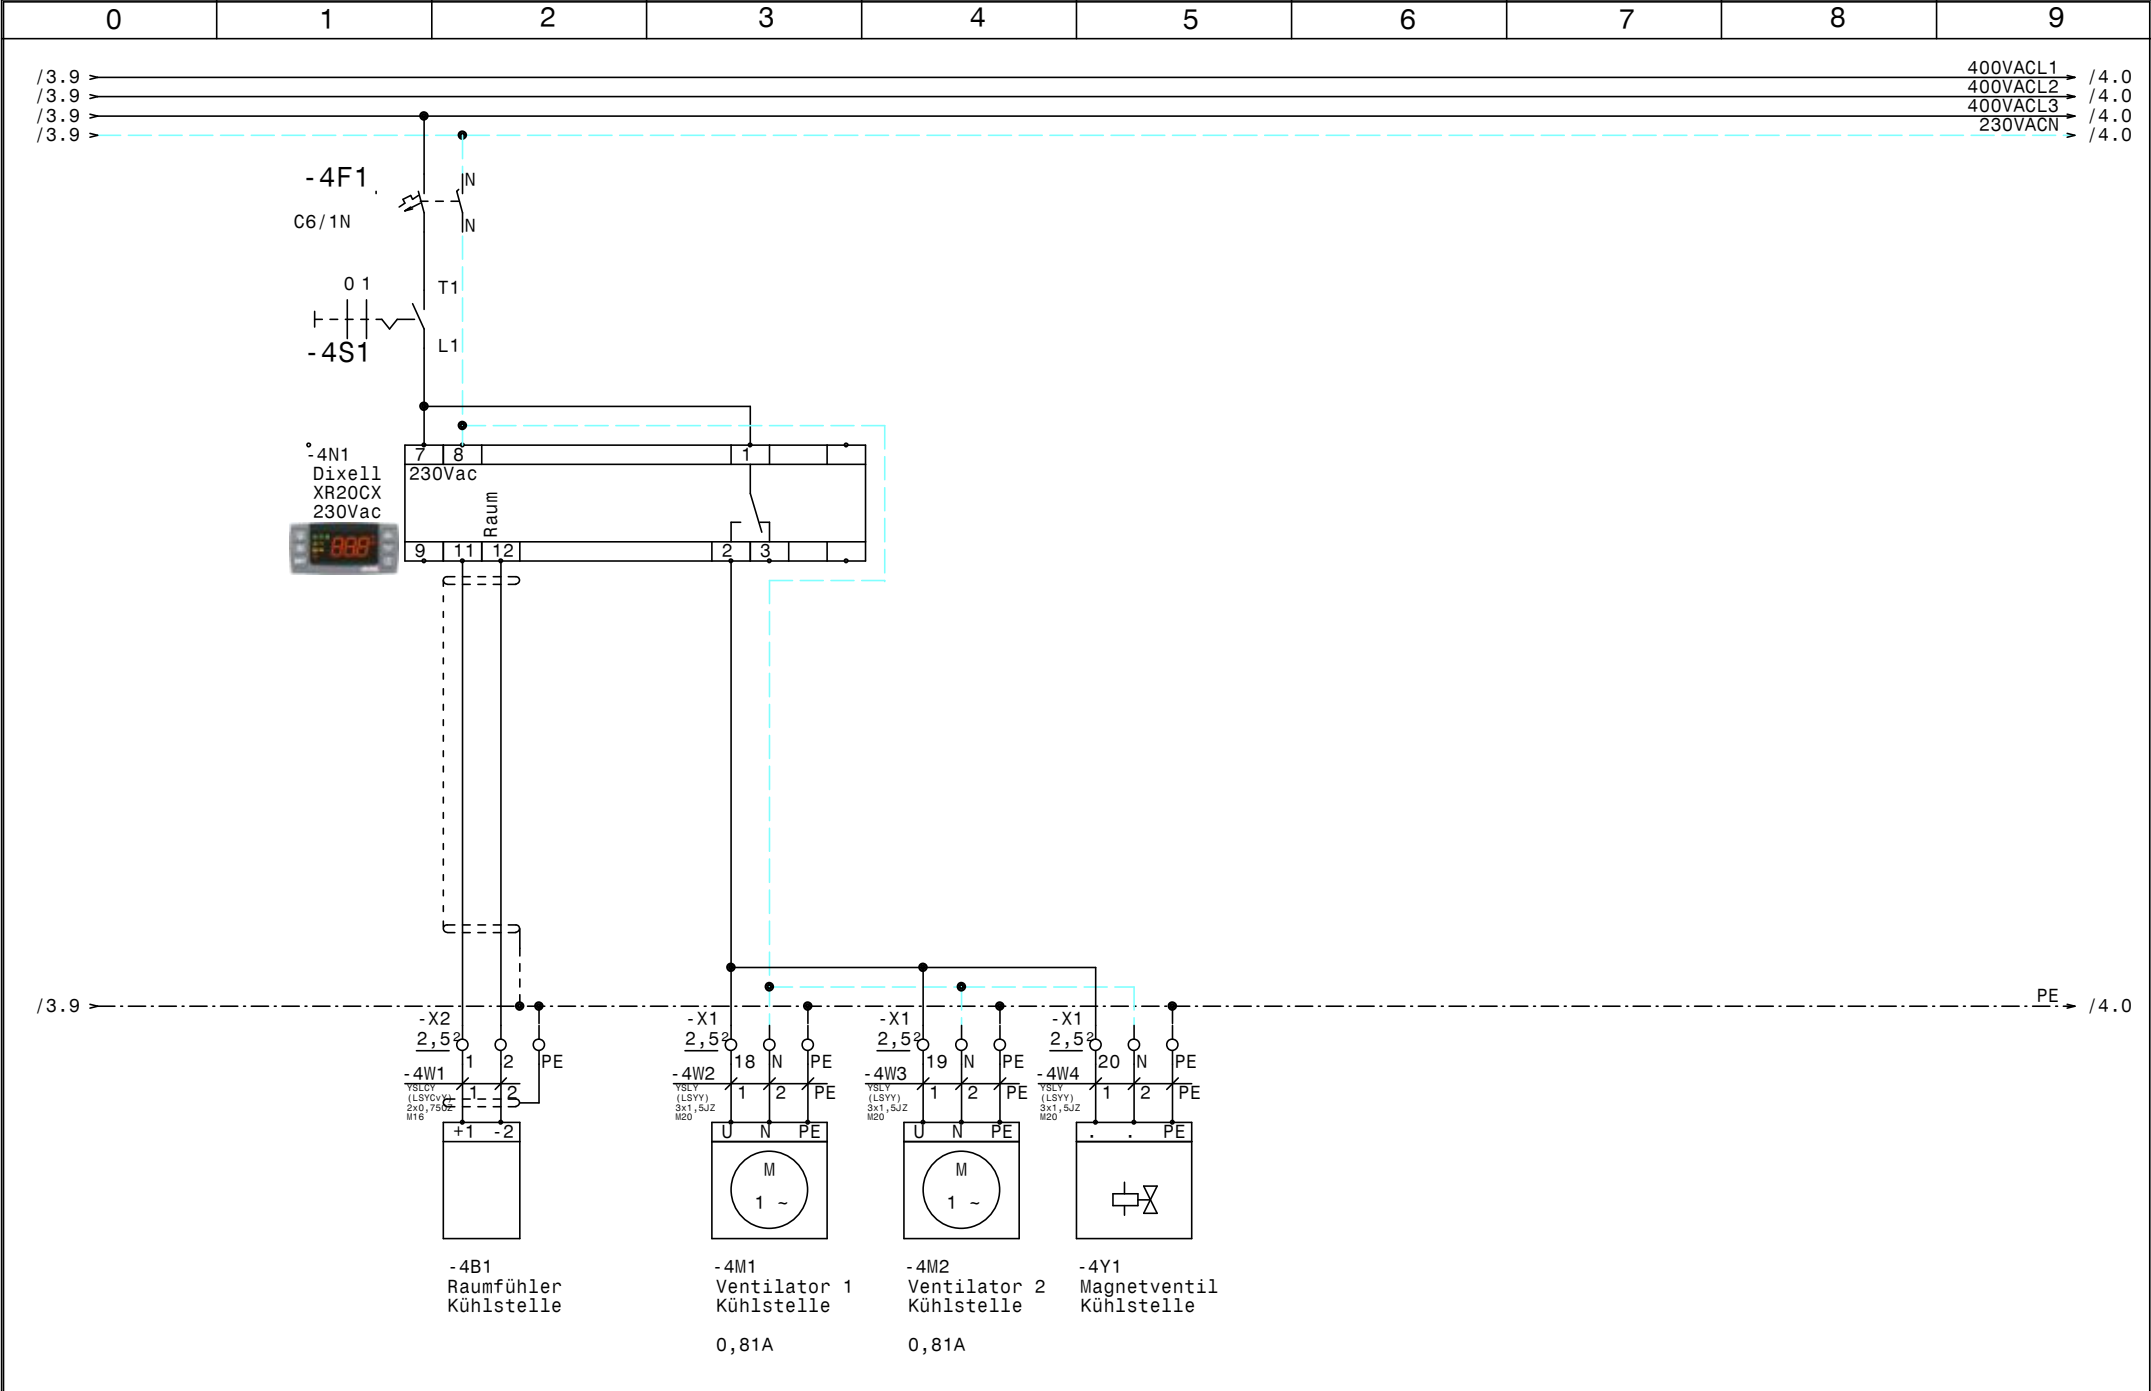 0 1 2 3 4 5 6 7 8 9
/3.9 400VACL1 /4.0
/3.9 400VACL2 /4.0
/3.9 400VACL3 /4.0
/3.9 230VACN /4.0
-4F1
N
C6/1N
N
0 1
T1
-4S1
L1
-4N1
Dixell
XR20CX
230Vac
7 8 1
230Vac
Raum
888
9 11 12 2 3
/3.9 PE /4.0
-X2 -X1 -X1 -X1
2,5² 2,5² 2,5² 2,5²
1 2 PE 18 N PE 19 N PE 20 N PE
-4W1 -4W2 -4W3 -4W4
1 2 1 2 PE 1 2 PE 1 2 PE
YSLCY
(LSYCvY)
2x0,75OZ
M16
YSLY
(LSYY)
3x1,5JZ
M20
YSLY
(LSYY)
3x1,5JZ
M20
YSLY
(LSYY)
3x1,5JZ
M20
+1 -2 U N PE U N PE . . PE
M
1 ~
M
1 ~
-4B1
Raumfühler
Kühlstelle
-4M1
Ventilator 1
Kühlstelle
0,81A
-4M2
Ventilator 2
Kühlstelle
0,81A
-4Y1
Magnetventil
Kühlstelle